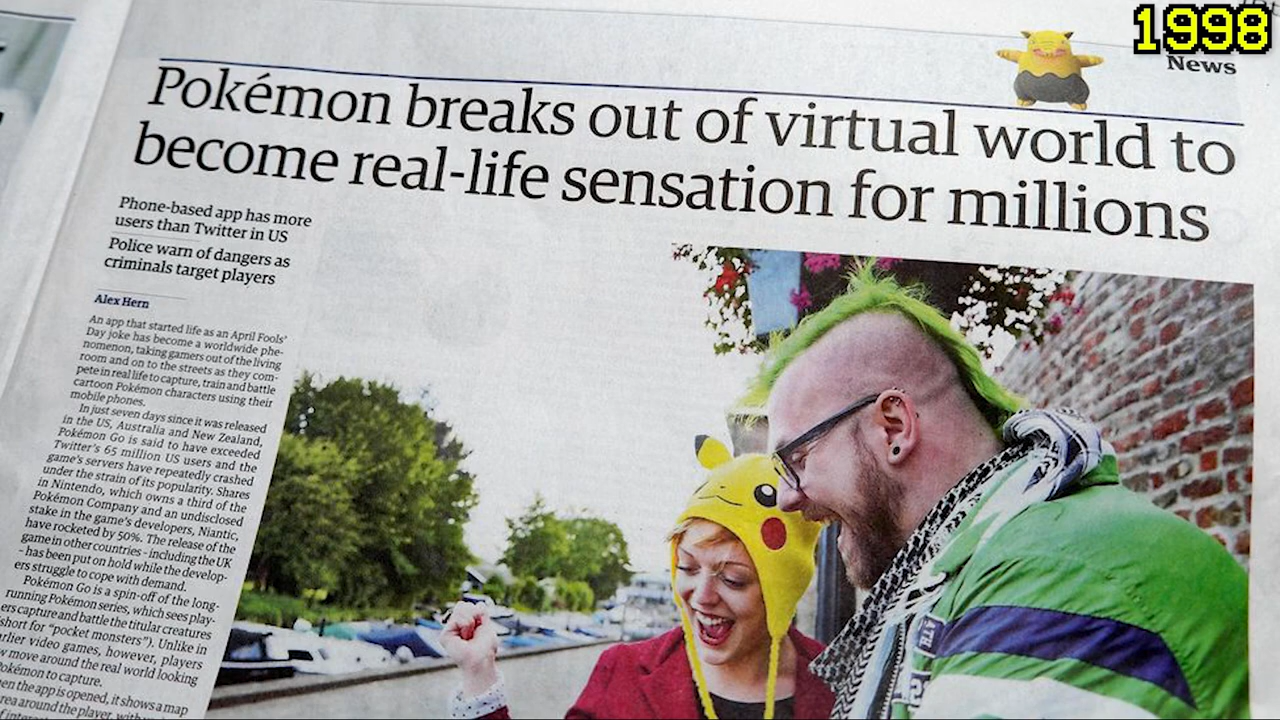 1998
News
Pokémon breaks out of virtual world to
become real-life sensation for millions
Phone-based app has more
users than Twitter in US
Police warn of dangers as
criminals target players
Alex Hern
An app that started life as an April Fools'
Day joke has become a worldwide phe-
nomenon, taking gamers out of the living
room and on to the streets as they com-
pete in real life to capture, train and battle
cartoon Pokémon characters using their
mobile phones.
In just seven days since it was released
in the US, Australia and New Zealand,
Pokémon Go is said to have exceeded
Twitter's 65 million US users and the
game's servers have repeatedly crashed
under the strain of its popularity. Shares
in Nintendo, which owns a third of the
Pokémon Company and an undisclosed
stake in the game's developers, Niantic,
have rocketed by 50%. The release of the
game in other countries - including the UK
- has been put on hold while the develop-
ers struggle to cope with demand.
Pokémon Go is a spin-off of the long-
running Pokémon series, which sees play-
ers capture and battle the titular creatures
short for "pocket monsters"). Unlike in
rlier video games, however, players
move around the real world looking
okémon to capture.
en the app is opened, it shows a map
rea around the player, with